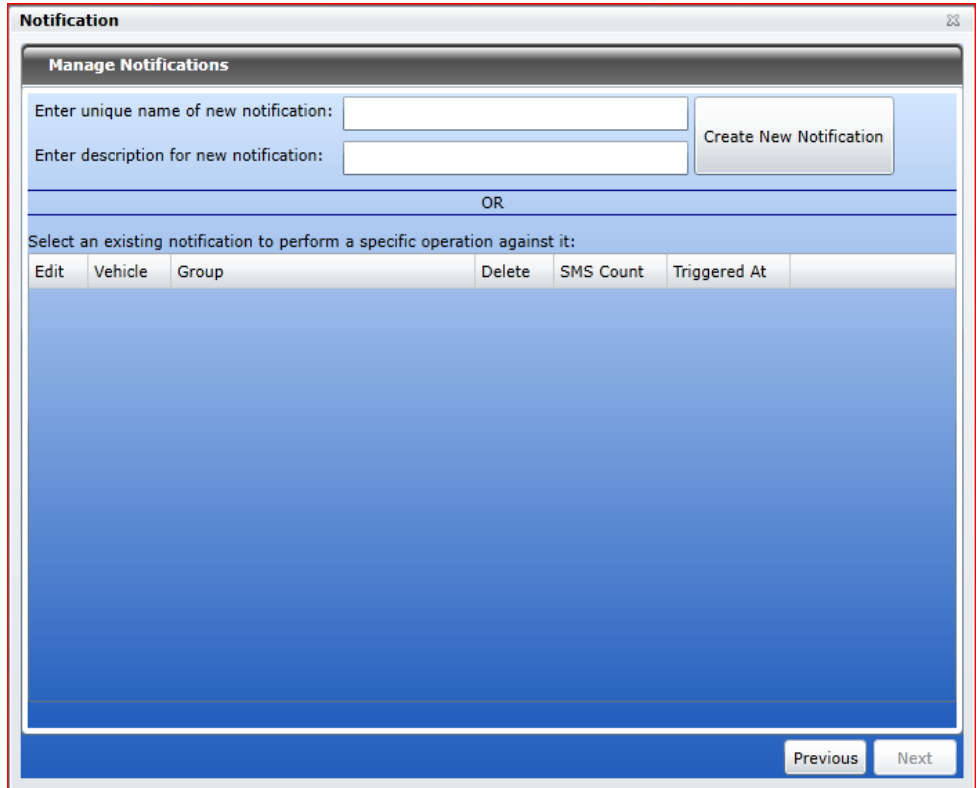 Notification
Manage Notifications
Enter unique name of new notification:
Create New Notification
Enter description for new notification:
OR
Select an existing notification to perform a specific operation against it:
Edit Vehicle Group Delete SMS Count Triggered At
Previous Next